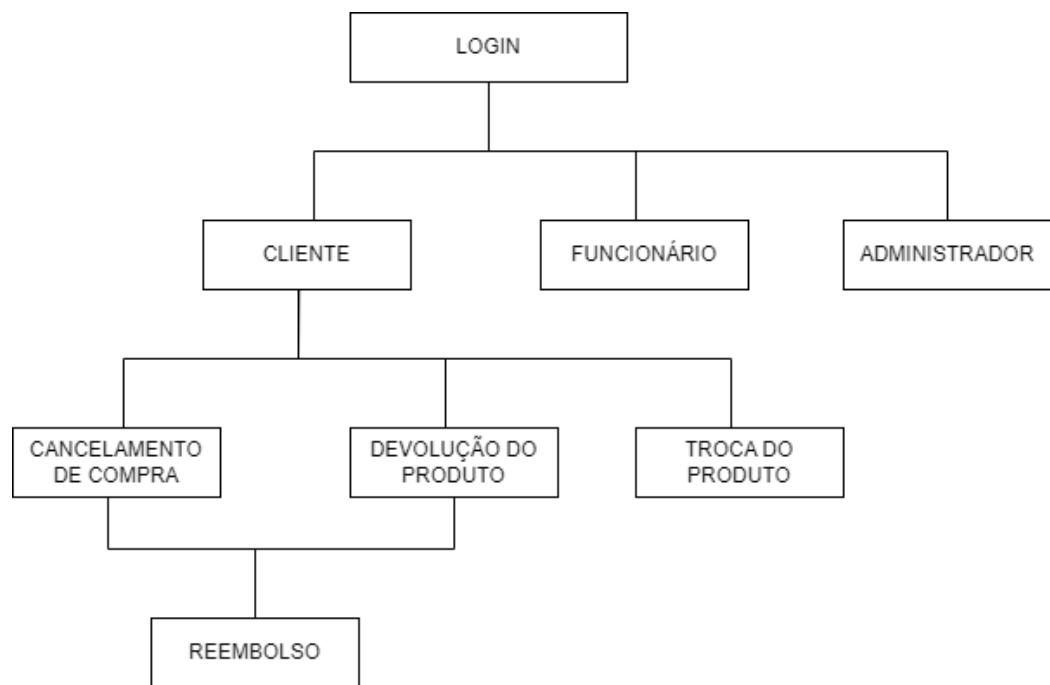 LOGIN
CLIENTE
FUNCIONÁRIO
ADMINISTRADOR
CANCELAMENTO
DE COMPRA
DEVOLUÇÃO DO
PRODUTO
TROCA DO
PRODUTO
REEMBOLSO